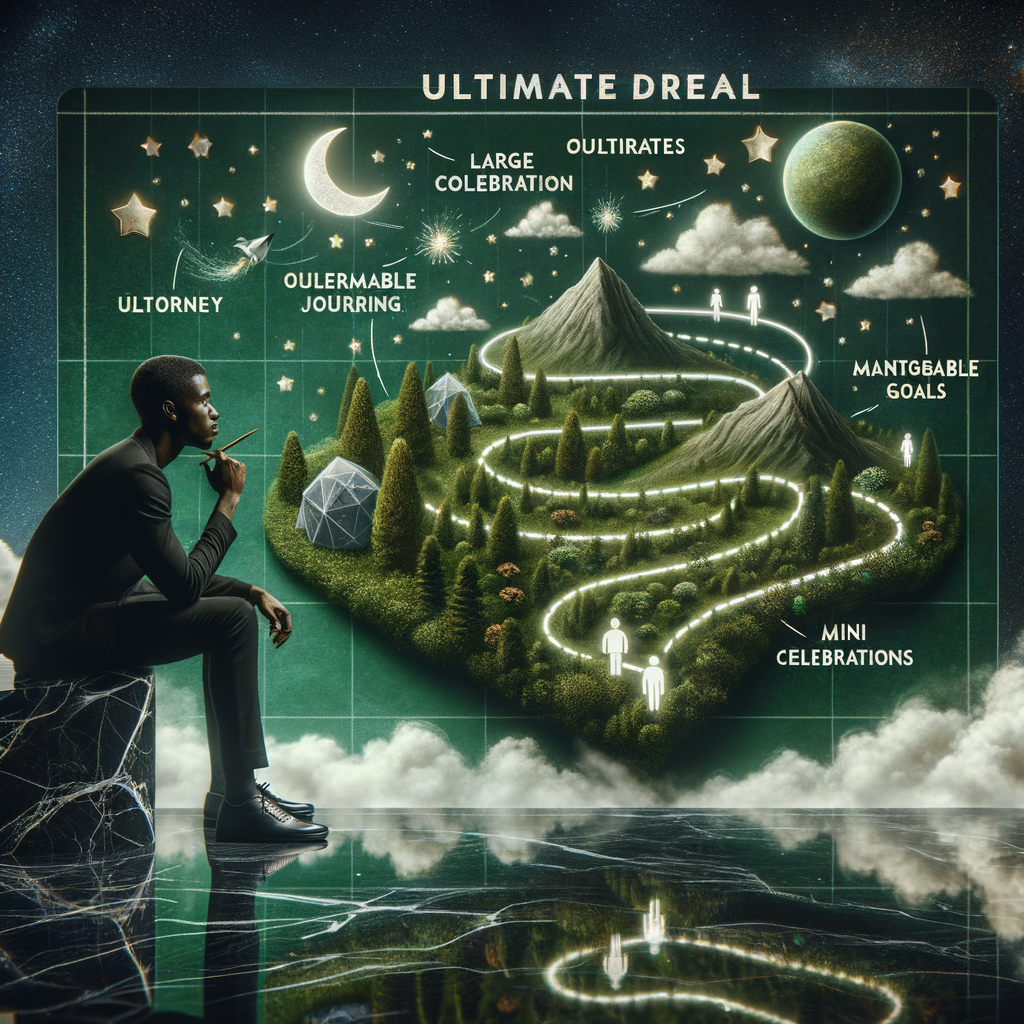 ULTIMATE DREAL
OULTIRATES
LARGE
COLEBRATION
OULERMABLE
JOURRING
ULTORNEY
MANTGBABLE
GOALS
MINI
CELEBRATIONS